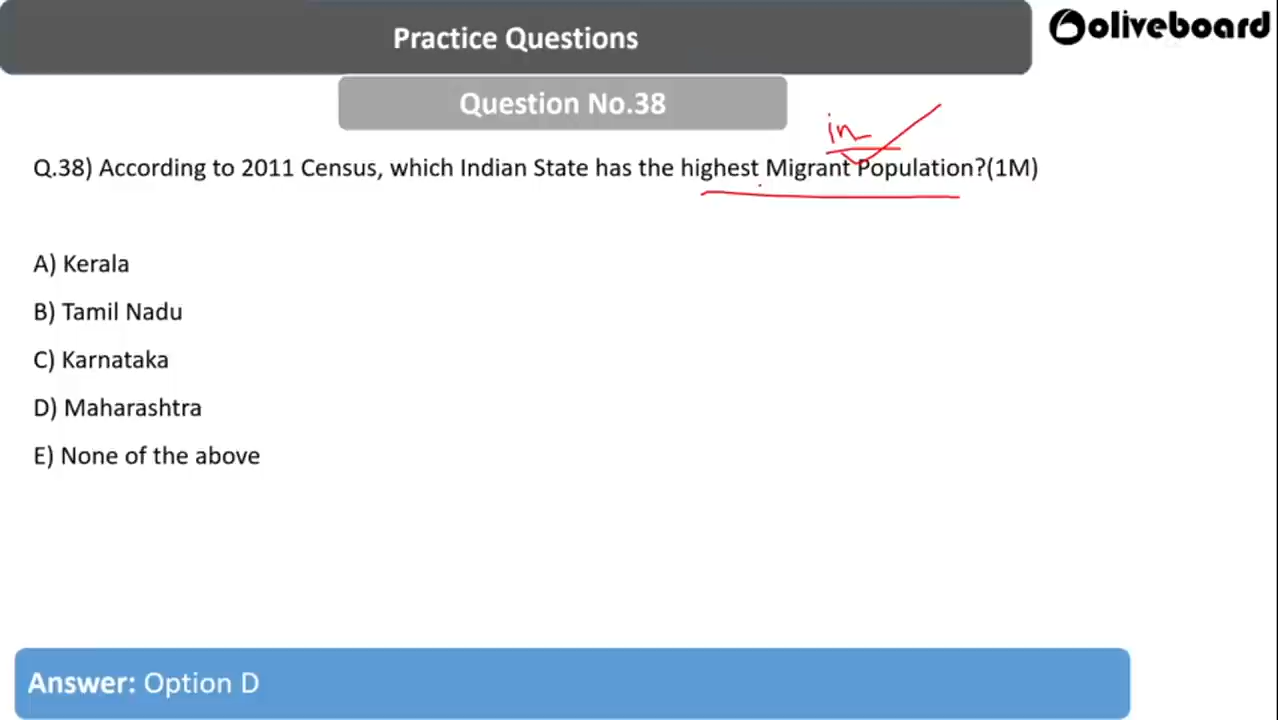 Practice Questions
oliveboard
Question No.38
in
Q.38) According to 2011 Census, which Indian State has the highest Migrant Population?(1M)
A) Kerala
B) Tamil Nadu
C) Karnataka
D) Maharashtra
E) None of the above
Answer: Option D